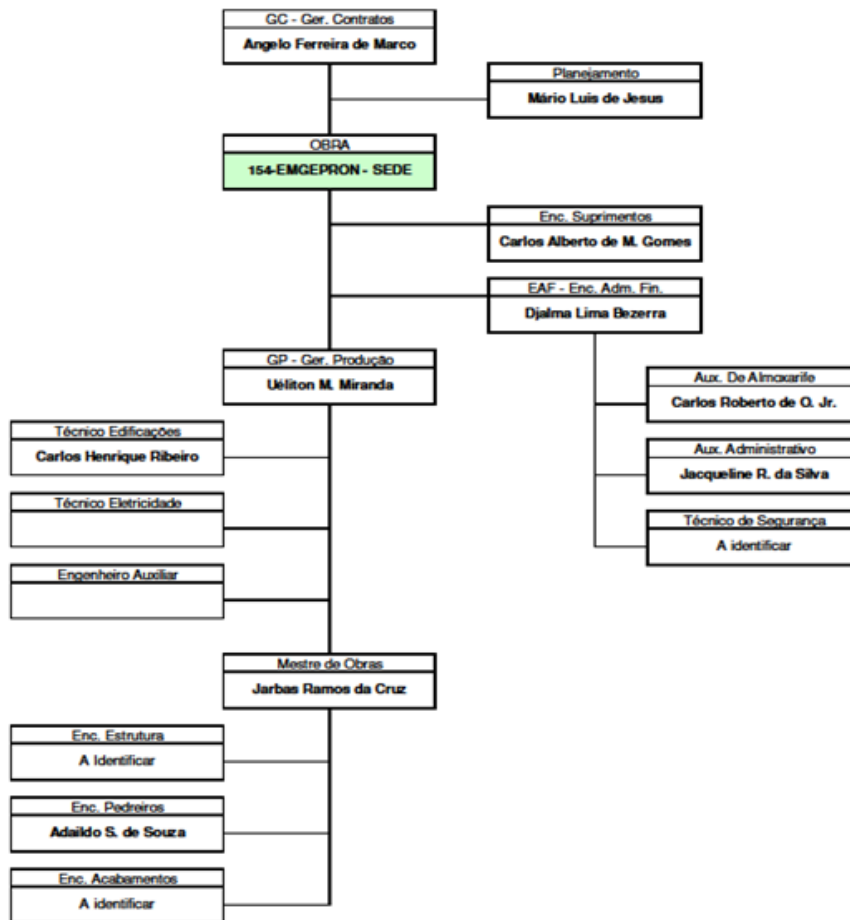 GC - Ger. Contratos
Angelo Ferreira de Marco
Planejamento
Mário Luis de Jesus
OBRA
154-EMGEPRON - SEDE
Enc. Suprimentos
Carlos Alberto de M. Gomes
EAF - Enc. Adm. Fin.
Djalma Lima Bezerra
GP - Ger. Produção
Uéliton M. Miranda
Aux. De Almoxarife
Carlos Roberto de O. Jr.
Técnico Edificações
Carlos Henrique Ribeiro
Aux. Administrativo
Jacqueline R. da Silva
Técnico Eletricidade
Técnico de Segurança
A identificar
Engenheiro Auxiliar
Mestre de Obras
Jarbas Ramos da Cruz
Enc. Estrutura
A Identificar
Enc. Pedreiros
Adaildo S. de Souza
Enc. Acabamentos
A identificar